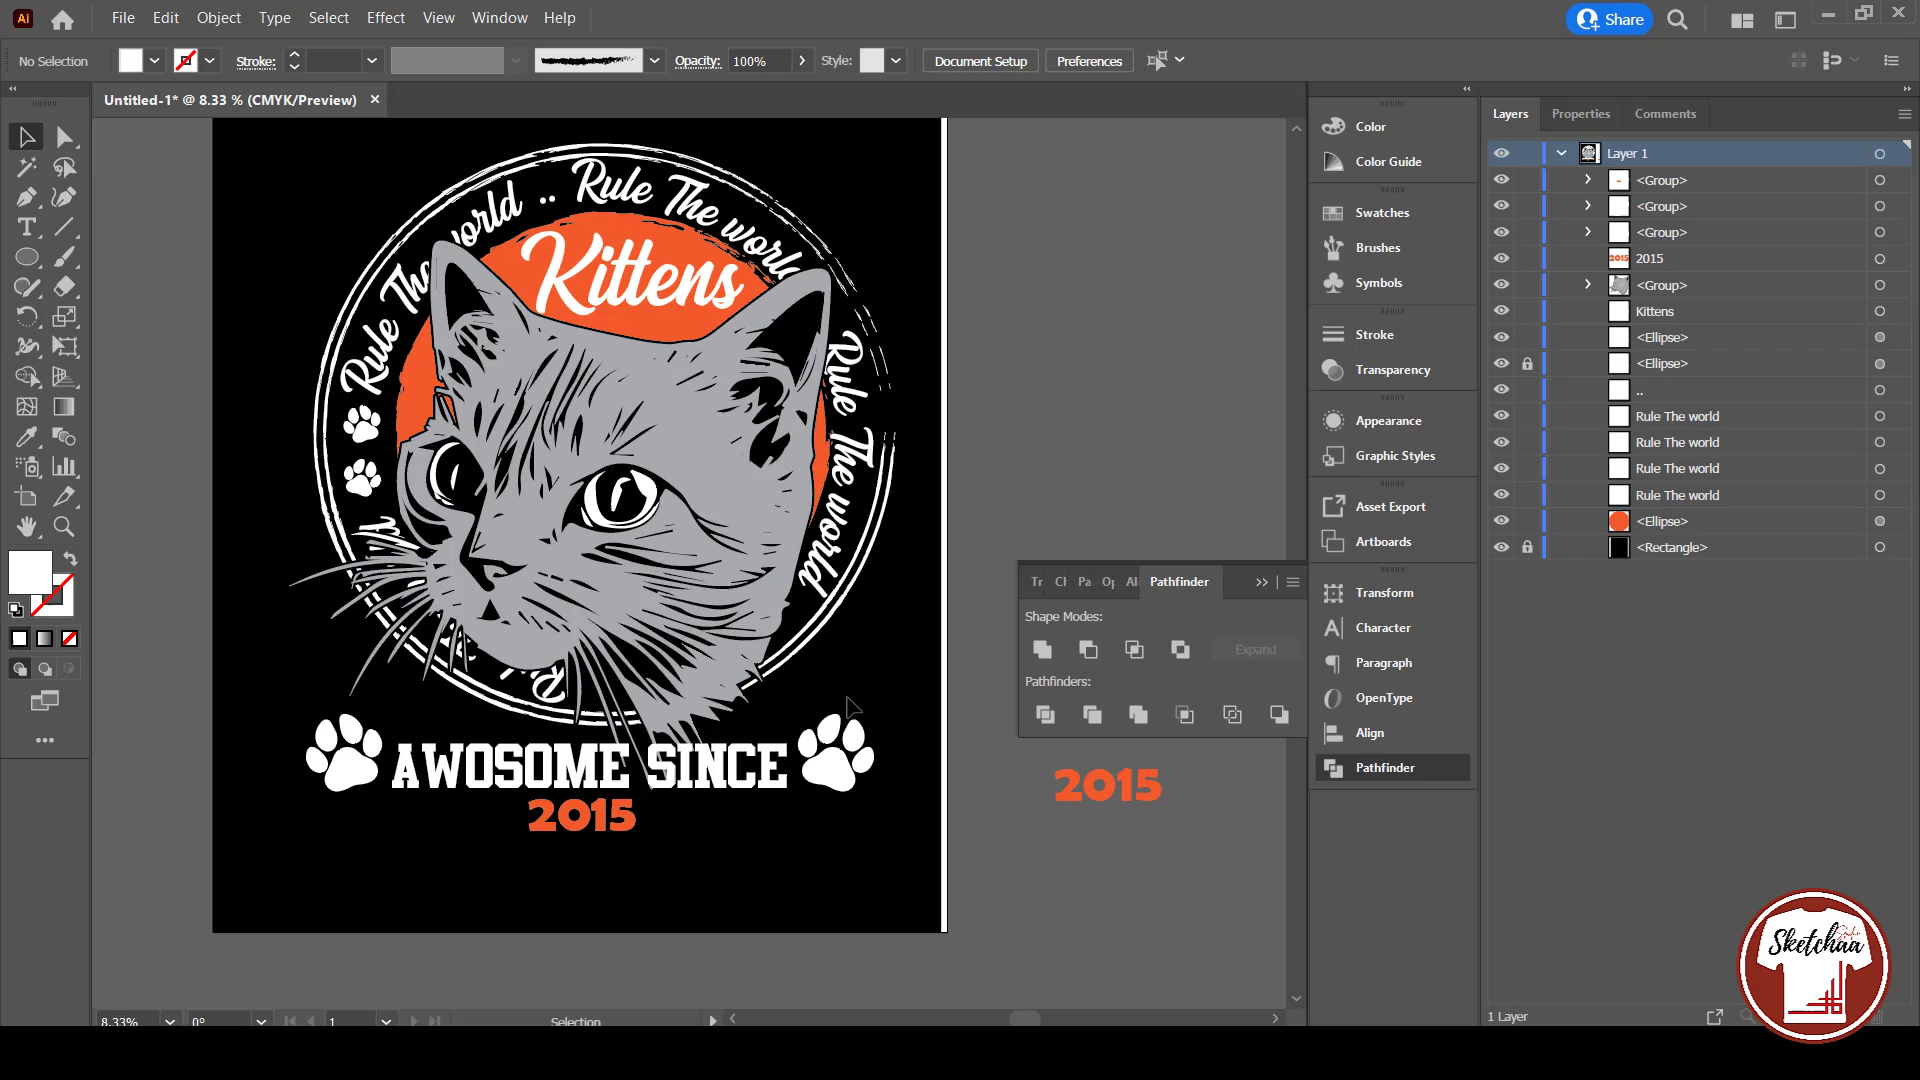 File Edit Object Type Select Effect View Window Help
Share
No Selection
Stroke:
Opacity: 100%
Style:
Document Setup
Preferences
Untitled-1* @ 8.33 % (CMYK/Preview)
Rule The world .. Rule The world
Rule The world
Kittens
AWOSOME SINCE
2015
2015
Color
Color Guide
Swatches
Brushes
Symbols
Stroke
Transparency
Appearance
Graphic Styles
Asset Export
Artboards
Transform
Character
Paragraph
OpenType
Align
Pathfinder
Tr Ch Pa Op Al Pathfinder
Shape Modes:
Expand
Pathfinders:
Layers Properties Comments
Layer 1
<Group>
<Group>
<Group>
2015
<Group>
Kittens
<Ellipse>
<Ellipse>
..
Rule The world
Rule The world
Rule The world
Rule The world
<Ellipse>
<Rectangle>
1 Layer
8.33%
0°
1
Selection
Sketchaa